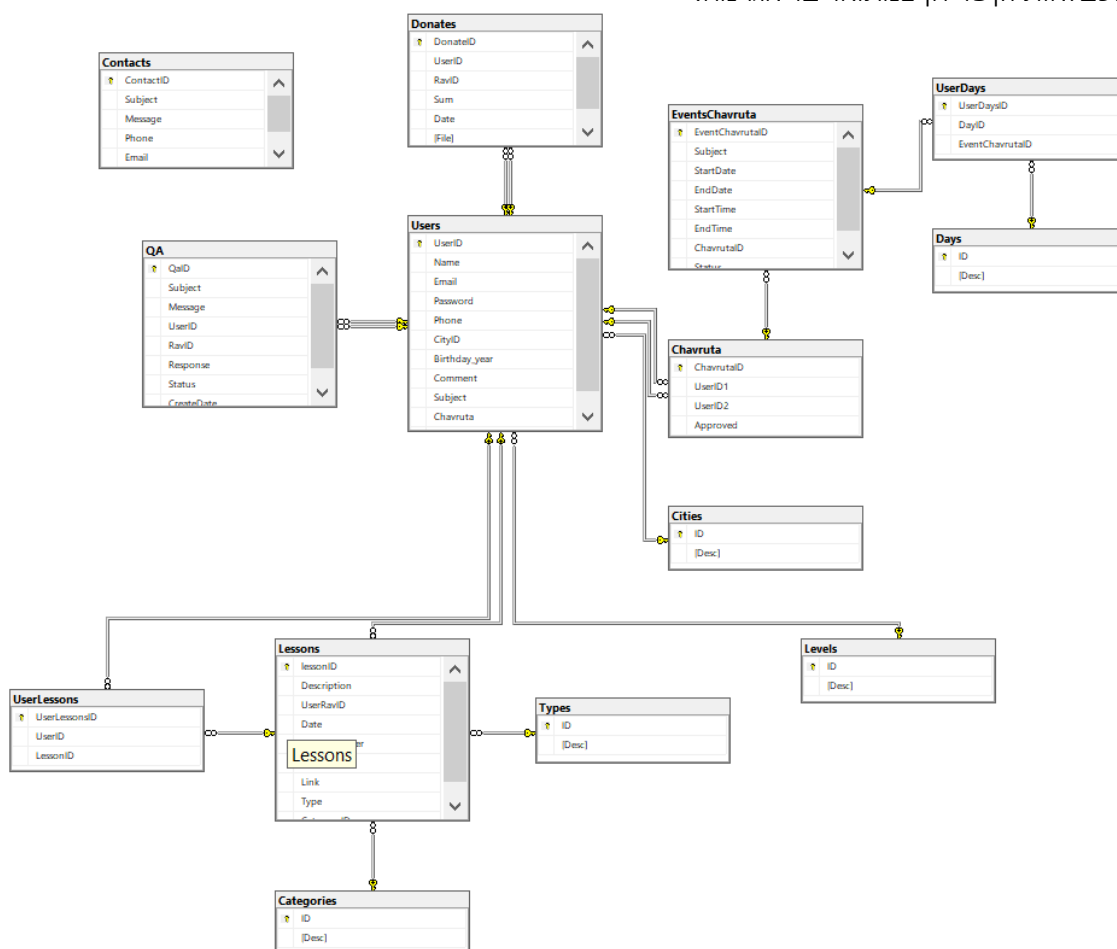 Donates
DonateID
UserID
RavID
Sum
Date
[File]
Contacts
ContactID
Subject
Message
Phone
Email
EventsChavruta
EventChavrutaID
Subject
StartDate
EndDate
StartTime
EndTime
ChavrutaID
Status
UserDays
UserDaysID
DayID
EventChavrutaID
Days
ID
[Desc]
Users
UserID
Name
Email
Password
Phone
CityID
Birthday_year
Comment
Subject
Chavruta
QA
QaID
Subject
Message
UserID
RavID
Response
Status
CreateDate
Chavruta
ChavrutaID
UserID1
UserID2
Approved
Cities
ID
[Desc]
Lessons
lessonID
Description
UserRavID
Date
Lessons
Link
Type
Levels
ID
[Desc]
UserLessons
UserLessonsID
UserID
LessonID
Types
ID
[Desc]
Categories
ID
[Desc]